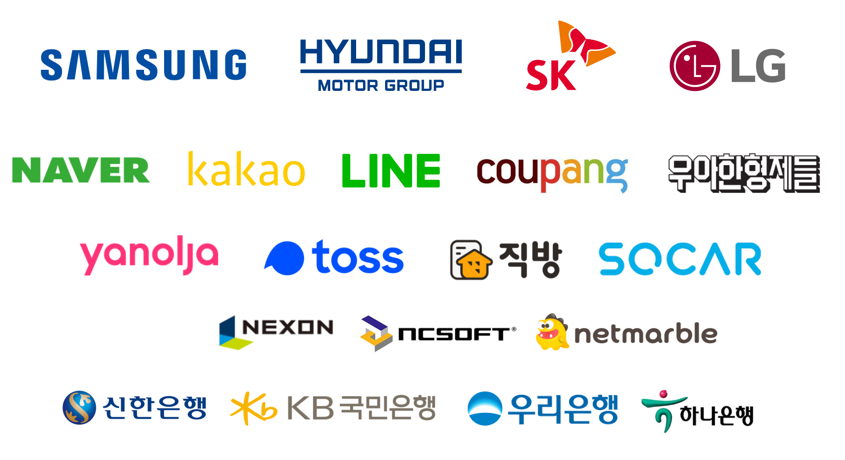 SAMSUNG HYUNDAI MOTOR GROUP SK LG
NAVER kakao LINE coupang 우아한형제들
yanolja toss 직방 SOCAR
NEXON NCSOFT® netmarble
신한은행 Kb KB국민은행 우리은행 하나은행